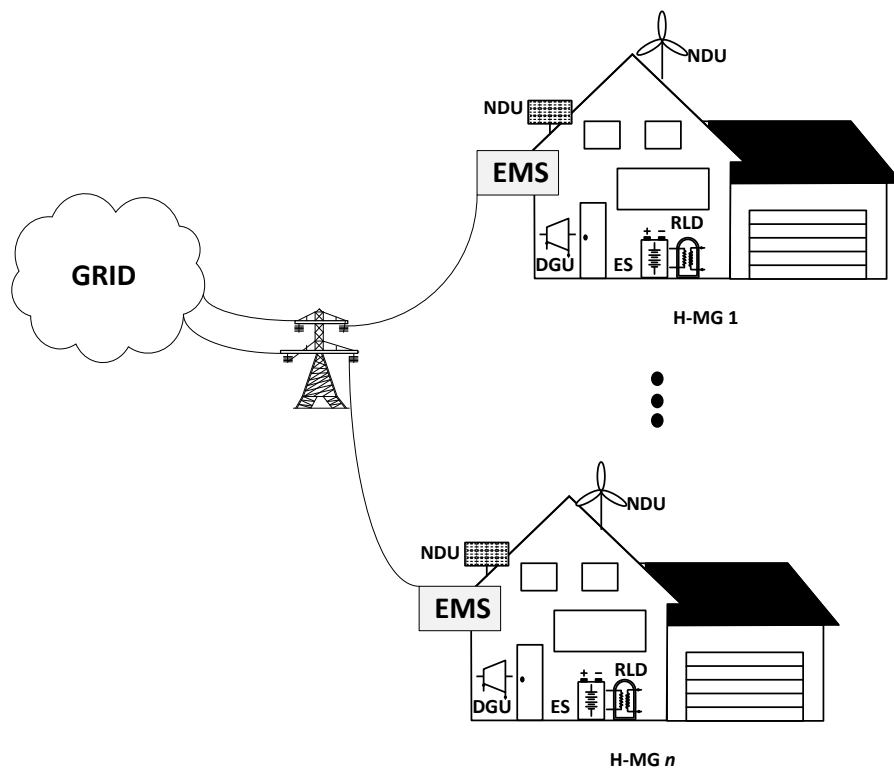 NDU
NDU
EMS
GRID
RLD
+ −
DGU
ES
H-MG 1
NDU
NDU
EMS
RLD
+ −
DGU
ES
H-MG n